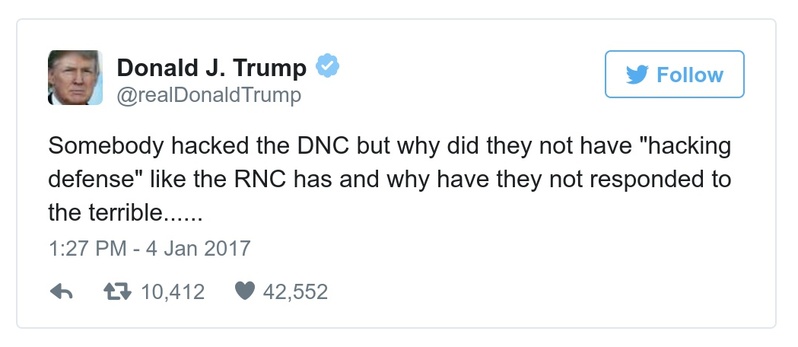 Donald J. Trump
@realDonaldTrump
Follow
Somebody hacked the DNC but why did they not have "hacking
defense" like the RNC has and why have they not responded to
the terrible......
1:27 PM - 4 Jan 2017
10,412 42,552